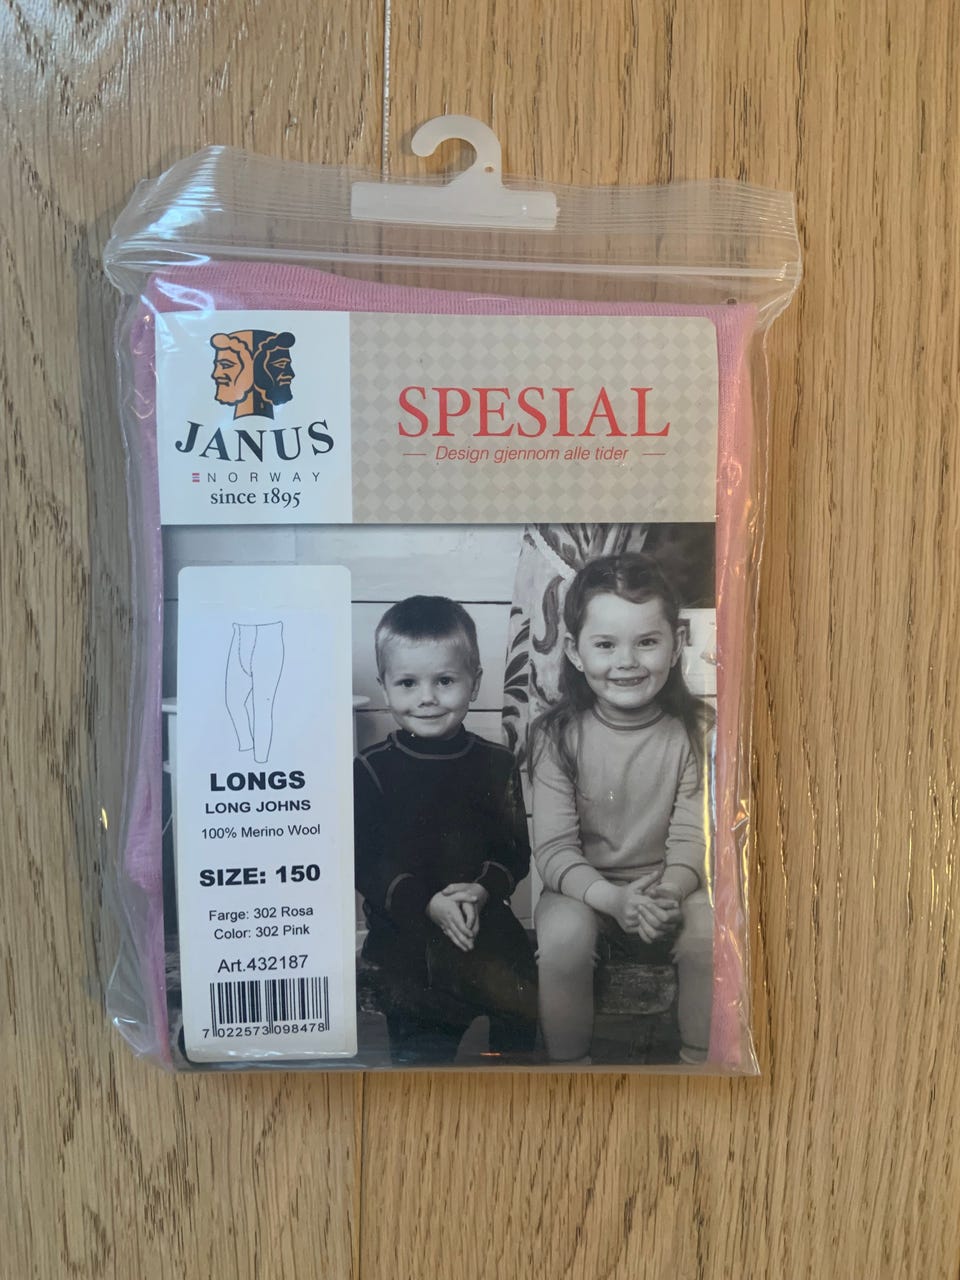 JANUS
NORWAY
since 1895
SPESIAL
Design gjennom alle tider
LONGS
LONG JOHNS
100% Merino Wool
SIZE: 150
Farge: 302 Rosa
Color: 302 Pink
Art.432187
7 022573 098478